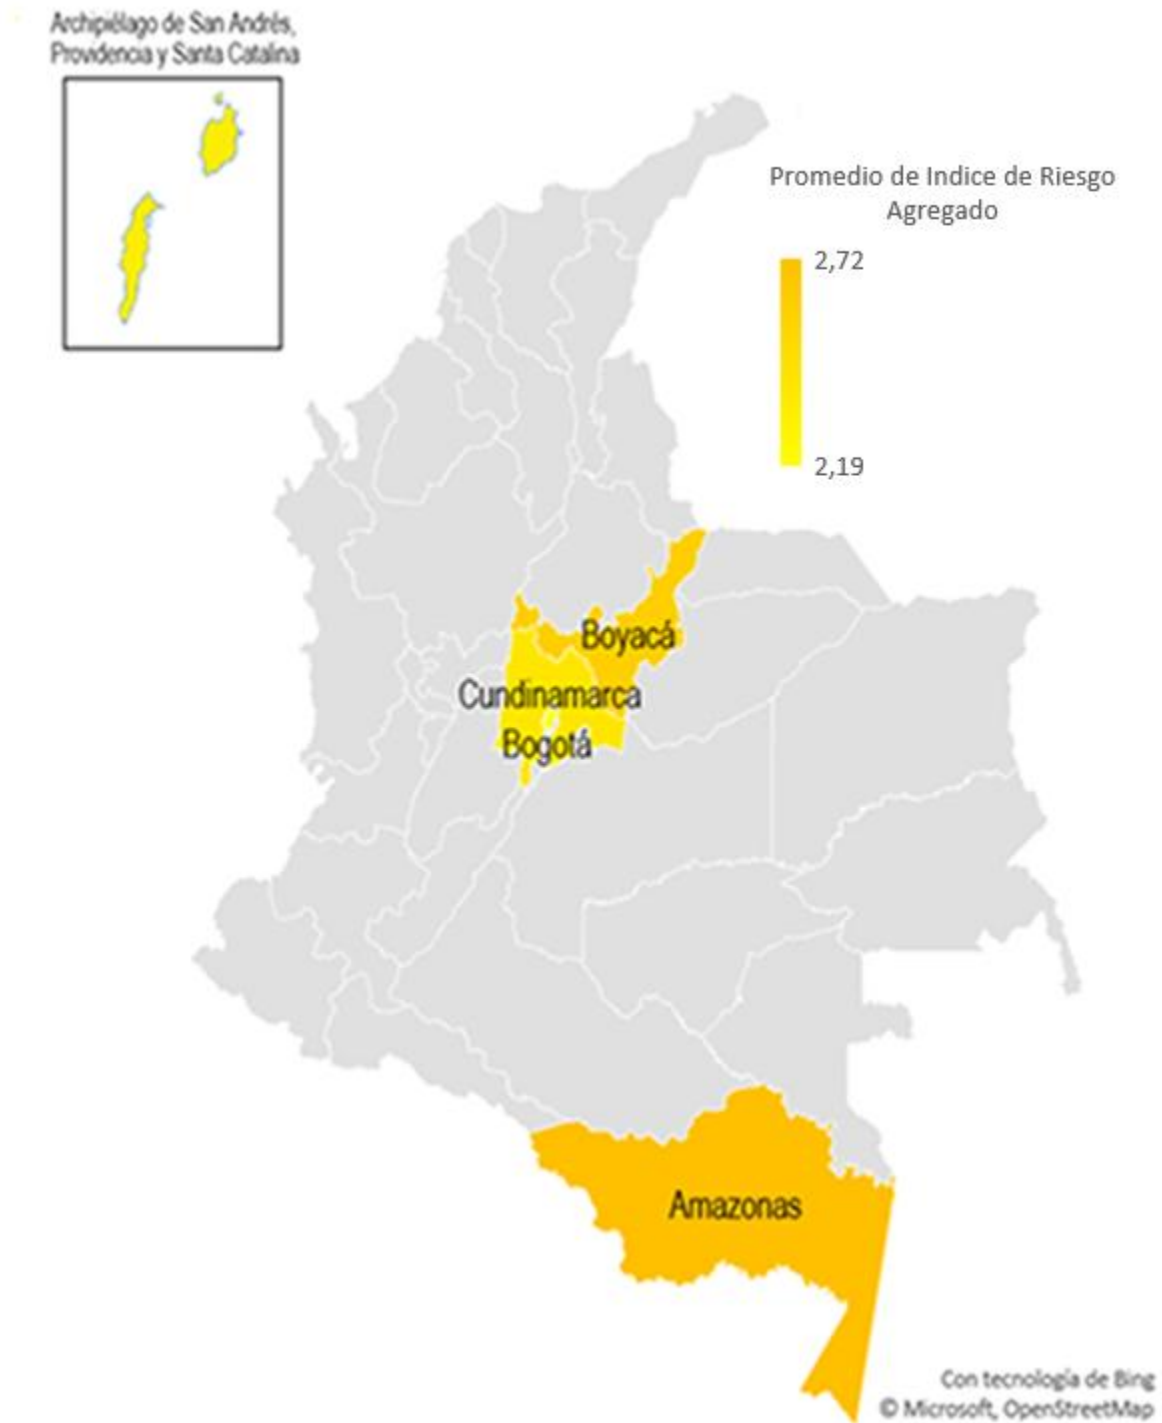 Archipiélago de San Andrés,
Providencia y Santa Catalina
Promedio de Indice de Riesgo
Agregado
2,72
2,19
Boyacá
Cundinamarca
Bogotá
Amazonas
Con tecnología de Bing
© Microsoft, OpenStreetMap